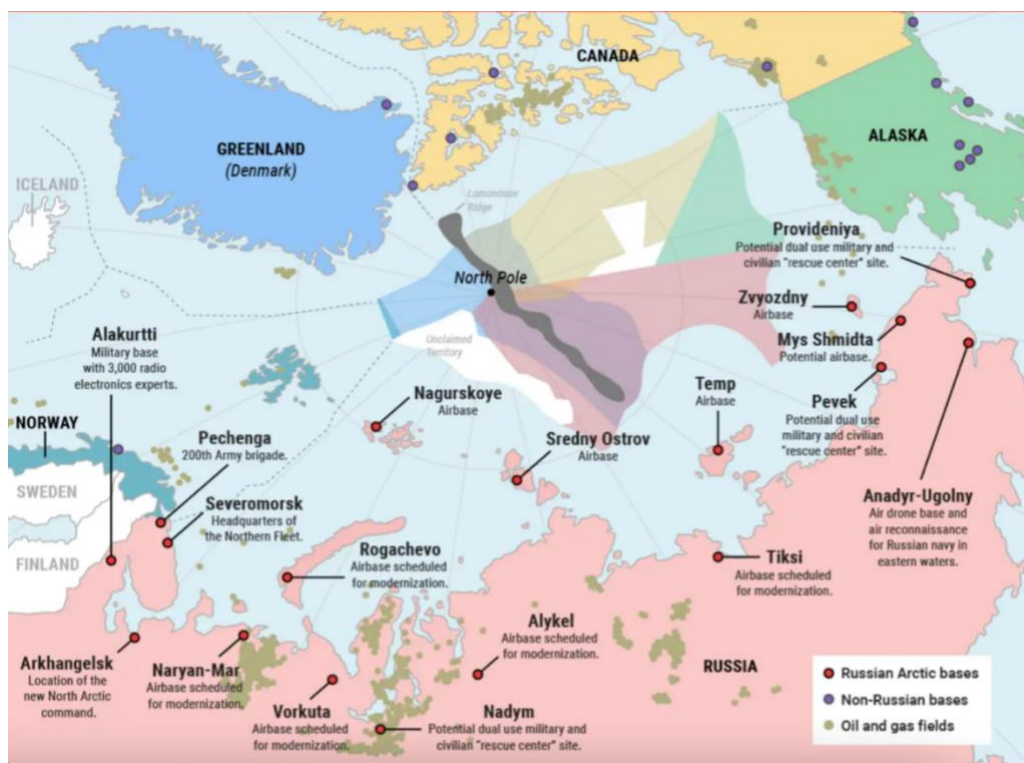 CANADA
GREENLAND
(Denmark)
ALASKA
ICELAND
Lomonosov
Ridge
North Pole
Unclaimed
Territory
Provideniya
Potential dual use military and
civilian "rescue center" site.
Zvyozdny
Airbase
Mys Shmidta
Potential airbase.
Alakurtti
Military base
with 3,000 radio
electronics experts.
Nagurskoye
Airbase
Temp
Airbase
Pevek
Potential dual use
military and civilian
"rescue center" site.
NORWAY
Pechenga
200th Army brigade.
Sredny Ostrov
Airbase
SWEDEN
Severomorsk
Headquarters of
the Northern Fleet.
Anadyr-Ugolny
Air drone base and
air reconnaissance
for Russian navy in
eastern waters.
FINLAND
Rogachevo
Airbase scheduled
for modernization.
Tiksi
Airbase scheduled
for modernization.
Alykel
Airbase scheduled
for modernization.
Arkhangelsk
Location of the
new North Arctic
command.
Naryan-Mar
Airbase scheduled
for modernization.
RUSSIA
Vorkuta
Airbase scheduled
for modernization.
Nadym
Potential dual use military and
civilian "rescue center" site.
Russian Arctic bases
Non-Russian bases
Oil and gas fields